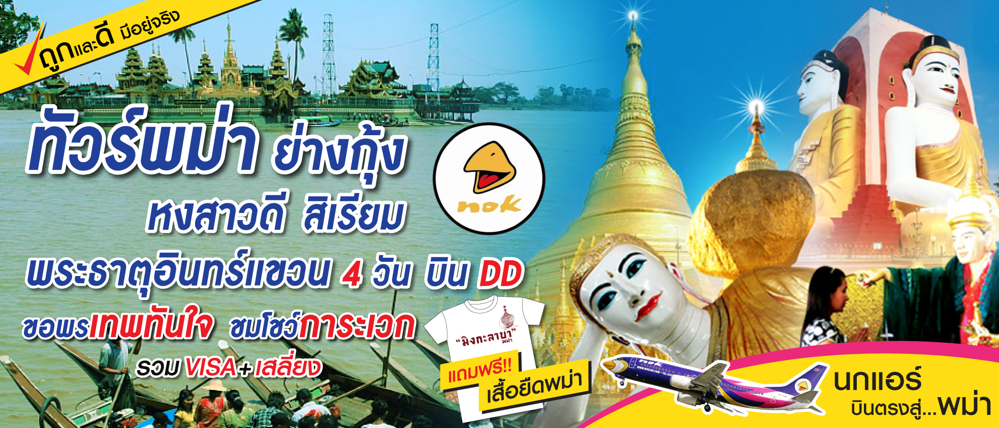 ถูกและดี มีอยู่จริง
ทัวร์พม่า ย่างกุ้ง
nok
หงสาวดี สิเรียม
พระธาตุอินทร์แขวน 4 วัน บิน DD
ขอพรเทพทันใจ ชมโชว์การะเวก
รวม VISA+เสลี่ยง
“มิงกะลาบา”
พม่า
แถมฟรี!!
เสื้อยืดพม่า
nok
WWW.NOKAIR.COM • TEL.1318
นกแอร์
บินตรงสู่...พม่า